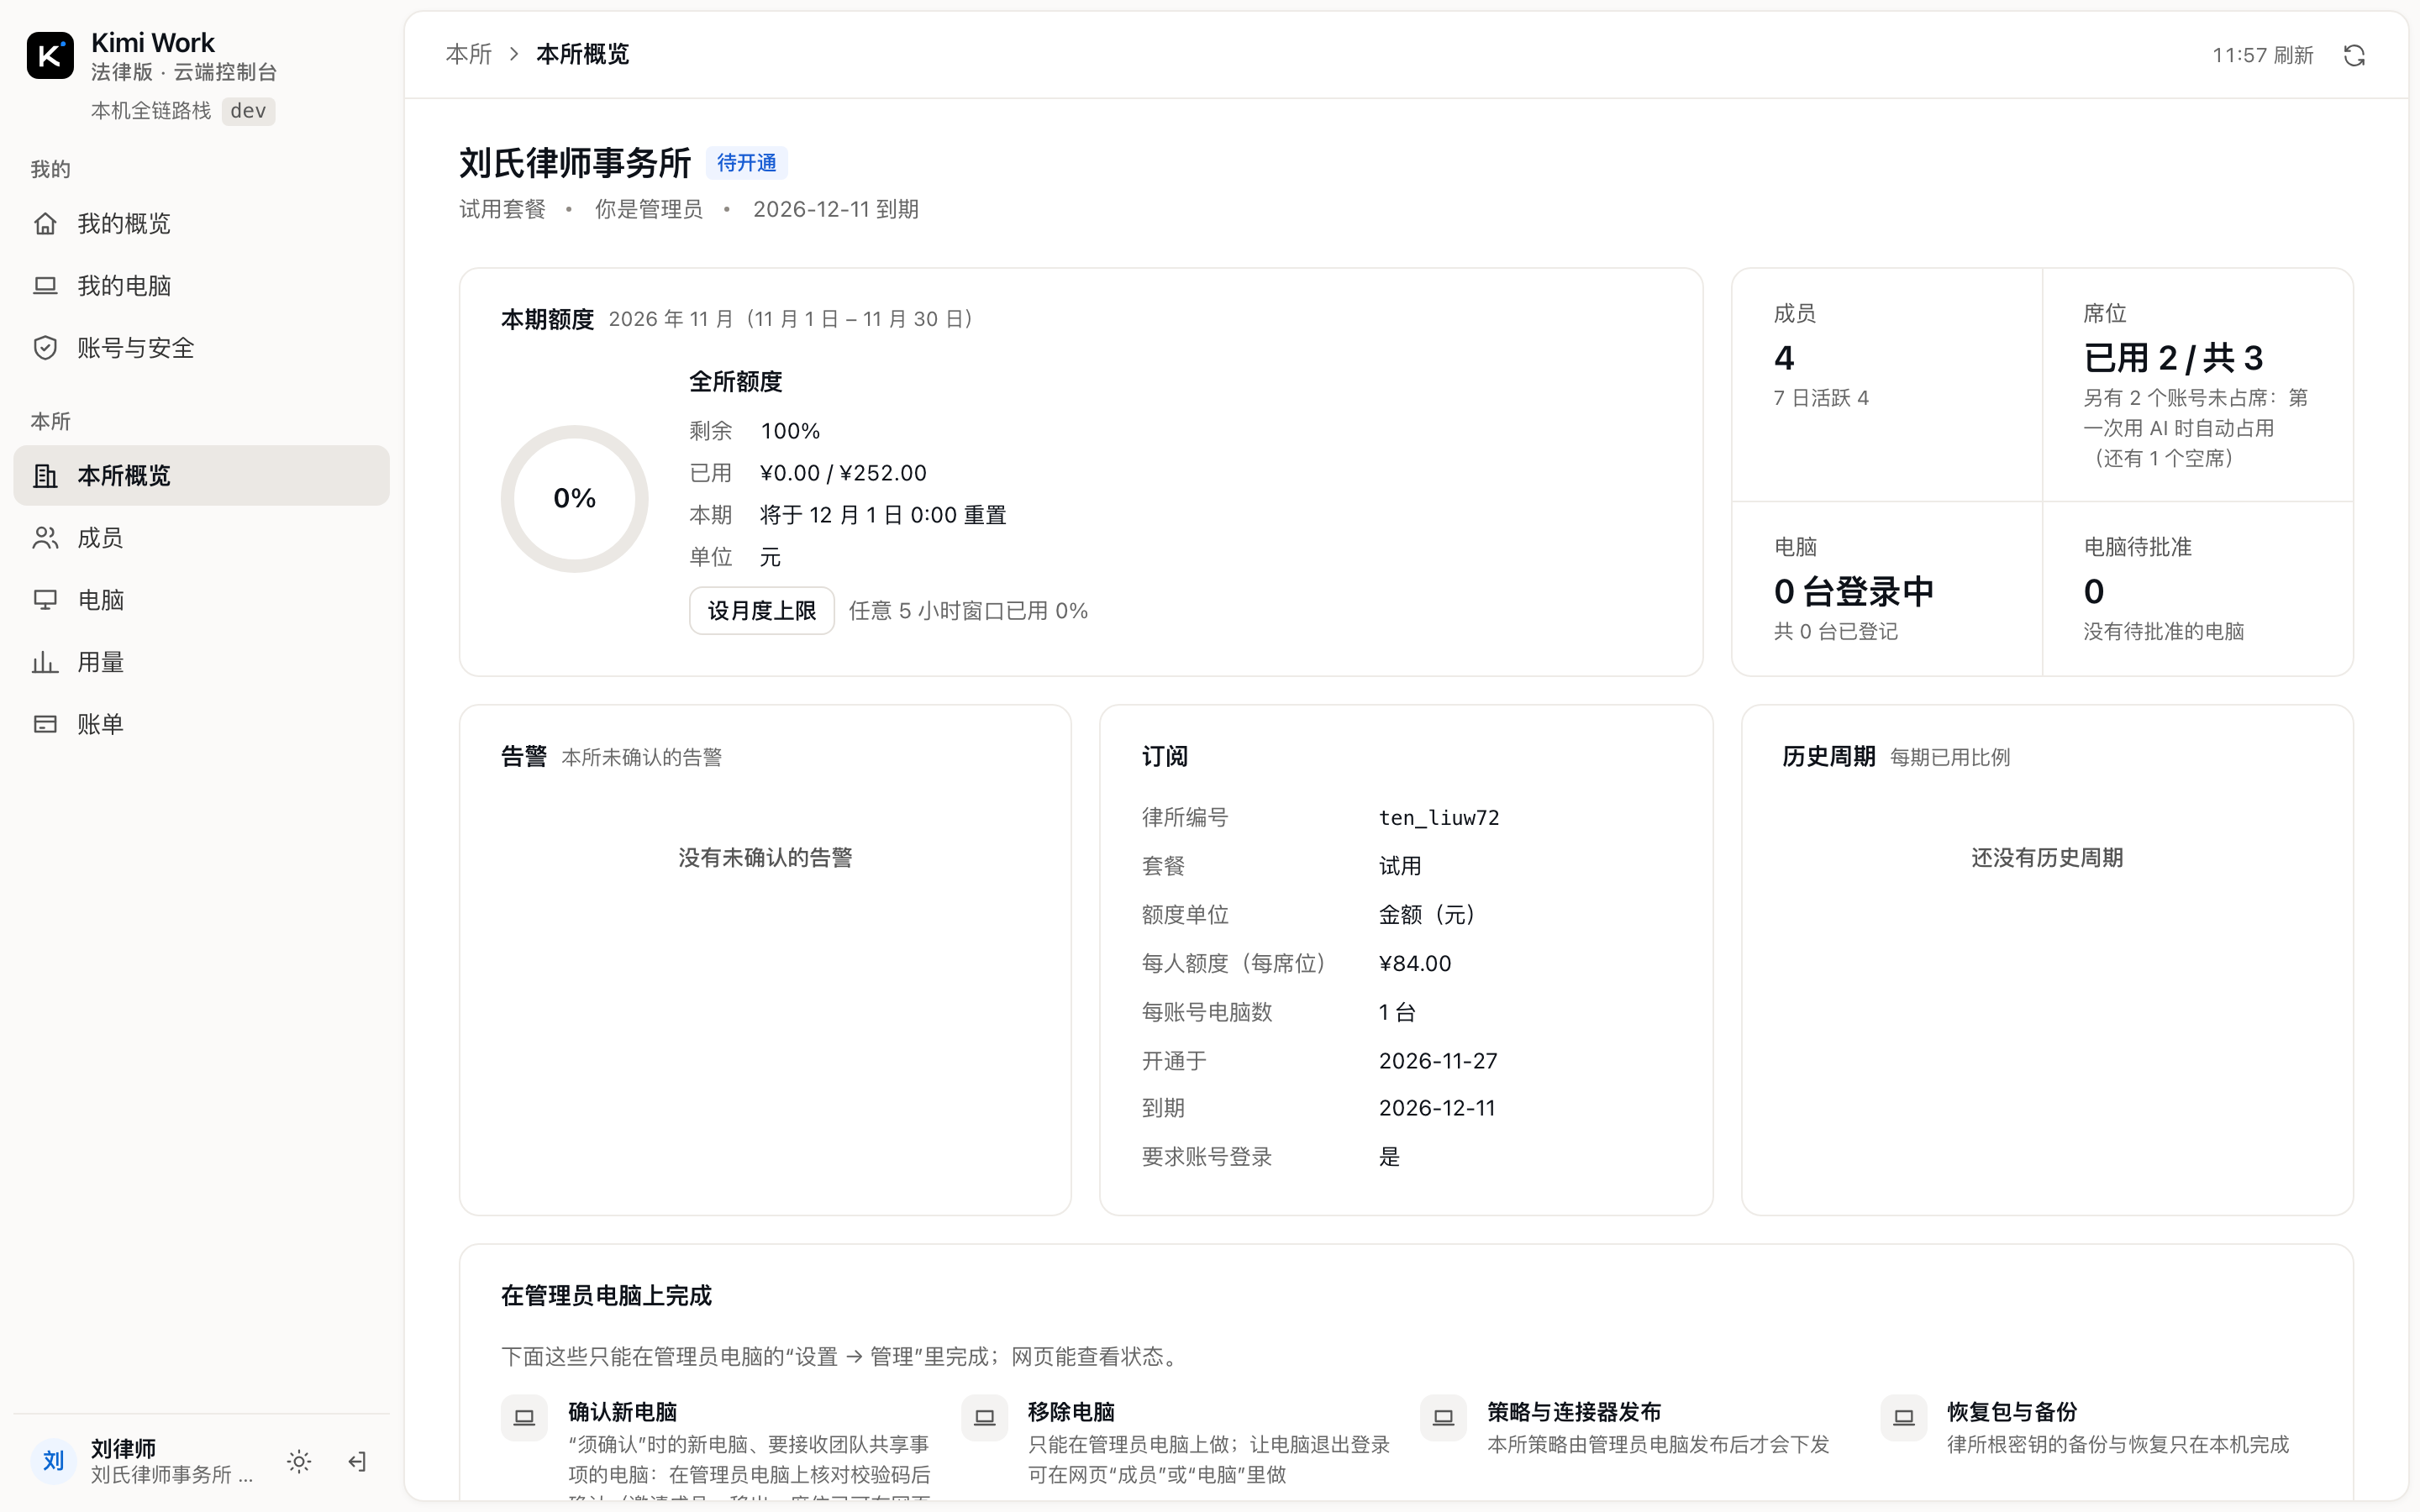 Kimi Work
法律版 · 云端控制台
本机全链路栈 dev
我的
我的概览
我的电脑
账号与安全
本所
本所概览
成员
电脑
用量
账单
刘 刘律师
刘氏律师事务所 ...
本所 > 本所概览
11:57 刷新
刘氏律师事务所 待开通
试用套餐 • 你是管理员 • 2026-12-11 到期
本期额度 2026 年 11 月（11 月 1 日 – 11 月 30 日）
0%
全所额度
剩余 100%
已用 ¥0.00 / ¥252.00
本期 将于 12 月 1 日 0:00 重置
单位 元
设月度上限 任意 5 小时窗口已用 0%
成员
4
7 日活跃 4
席位
已用 2 / 共 3
另有 2 个账号未占席：第
一次用 AI 时自动占用
（还有 1 个空席）
电脑
0 台登录中
共 0 台已登记
电脑待批准
0
没有待批准的电脑
告警 本所未确认的告警
没有未确认的告警
订阅
律所编号 ten_liuw72
套餐 试用
额度单位 金额（元）
每人额度（每席位） ¥84.00
每账号电脑数 1 台
开通于 2026-11-27
到期 2026-12-11
要求账号登录 是
历史周期 每期已用比例
还没有历史周期
在管理员电脑上完成
下面这些只能在管理员电脑的“设置 → 管理”里完成；网页能查看状态。
确认新电脑
“须确认”时的新电脑、要接收团队共享事
项的电脑：在管理员电脑上核对校验码后
移除电脑
只能在管理员电脑上做；让电脑退出登录
可在网页“成员”或“电脑”里做
策略与连接器发布
本所策略由管理员电脑发布后才会下发
恢复包与备份
律所根密钥的备份与恢复只在本机完成